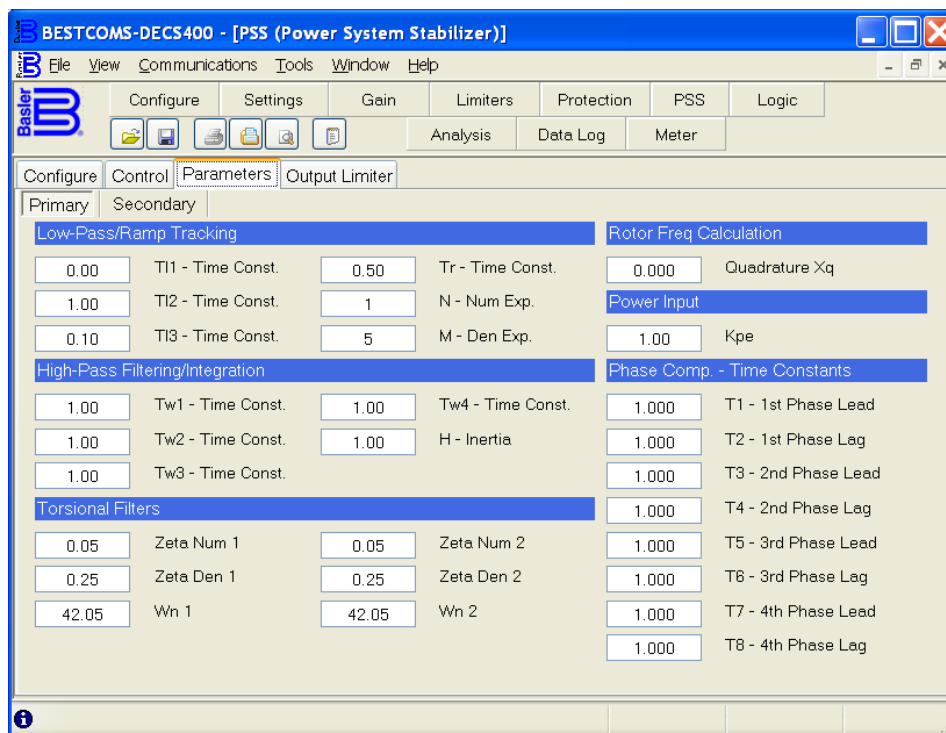 BESTCOMS-DECS400 - [PSS (Power System Stabilizer)]
File View Communications Tools Window Help
Basler
Configure Settings Gain Limiters Protection PSS Logic
Analysis Data Log Meter
Configure Control Parameters Output Limiter
Primary Secondary
Low-Pass/Ramp Tracking
0.00 Tl1 - Time Const. 0.50 Tr - Time Const.
1.00 Tl2 - Time Const. 1 N - Num Exp.
0.10 Tl3 - Time Const. 5 M - Den Exp.
High-Pass Filtering/Integration
1.00 Tw1 - Time Const. 1.00 Tw4 - Time Const.
1.00 Tw2 - Time Const. 1.00 H - Inertia
1.00 Tw3 - Time Const.
Torsional Filters
0.05 Zeta Num 1 0.05 Zeta Num 2
0.25 Zeta Den 1 0.25 Zeta Den 2
42.05 Wn 1 42.05 Wn 2
Rotor Freq Calculation
0.000 Quadrature Xq
Power Input
1.00 Kpe
Phase Comp. - Time Constants
1.000 T1 - 1st Phase Lead
1.000 T2 - 1st Phase Lag
1.000 T3 - 2nd Phase Lead
1.000 T4 - 2nd Phase Lag
1.000 T5 - 3rd Phase Lead
1.000 T6 - 3rd Phase Lag
1.000 T7 - 4th Phase Lead
1.000 T8 - 4th Phase Lag